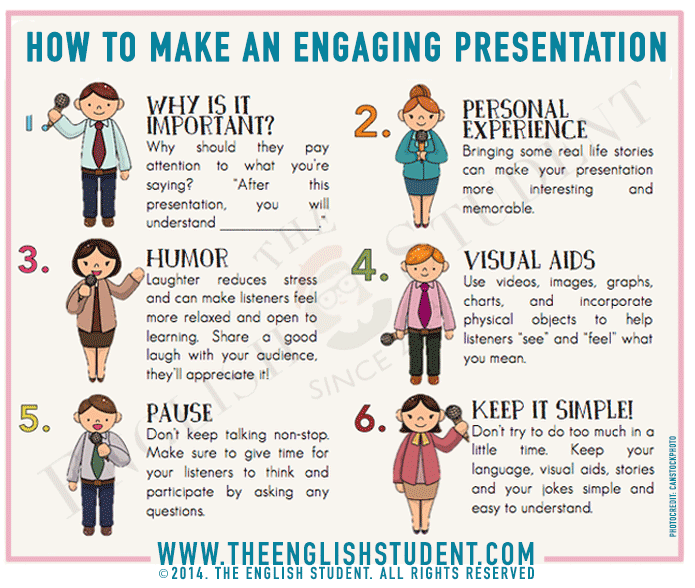 HOW TO MAKE AN ENGAGING PRESENTATION
1.
WHY IS IT
IMPORTANT?
Why should they pay
attention to what you're
saying? "After this
presentation, you will
understand ____________."
2.
PERSONAL
EXPERIENCE
Bringing some real life stories
can make your presentation
more interesting and
memorable.
3.
HUMOR
Laughter reduces stress
and can make listeners feel
more relaxed and open to
learning. Share a good
laugh with your audience,
they'll appreciate it!
4.
VISUAL AIDS
Use videos, images, graphs,
charts, and incorporate
physical objects to help
listeners "see" and "feel" what
you mean.
5.
PAUSE
Don't keep talking non-stop.
Make sure to give time for
your listeners to think and
participate by asking any
questions.
6.
KEEP IT SIMPLE!
Don't try to do too much in a
little time. Keep your
language, visual aids, stories
and your jokes simple and
easy to understand.
PHOTOCREDIT: CANSTOCKPHOTO
THE ENGLISH STUDENT
WWW.THEENGLISHSTUDENT.COM
©2014. THE ENGLISH STUDENT. ALL RIGHTS RESERVED